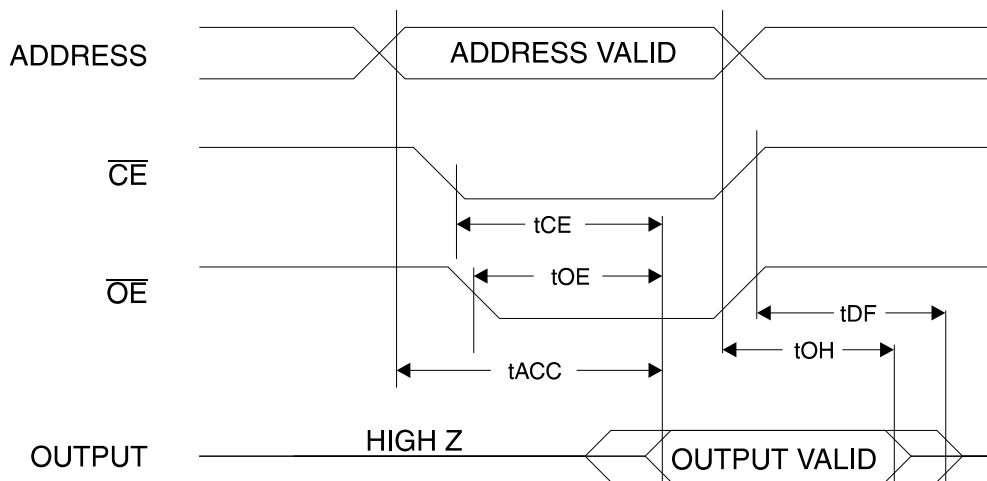 ADDRESS
ADDRESS VALID
CE
tCE
OE
tOE
tDF
tOH
tACC
HIGH Z
OUTPUT
OUTPUT VALID